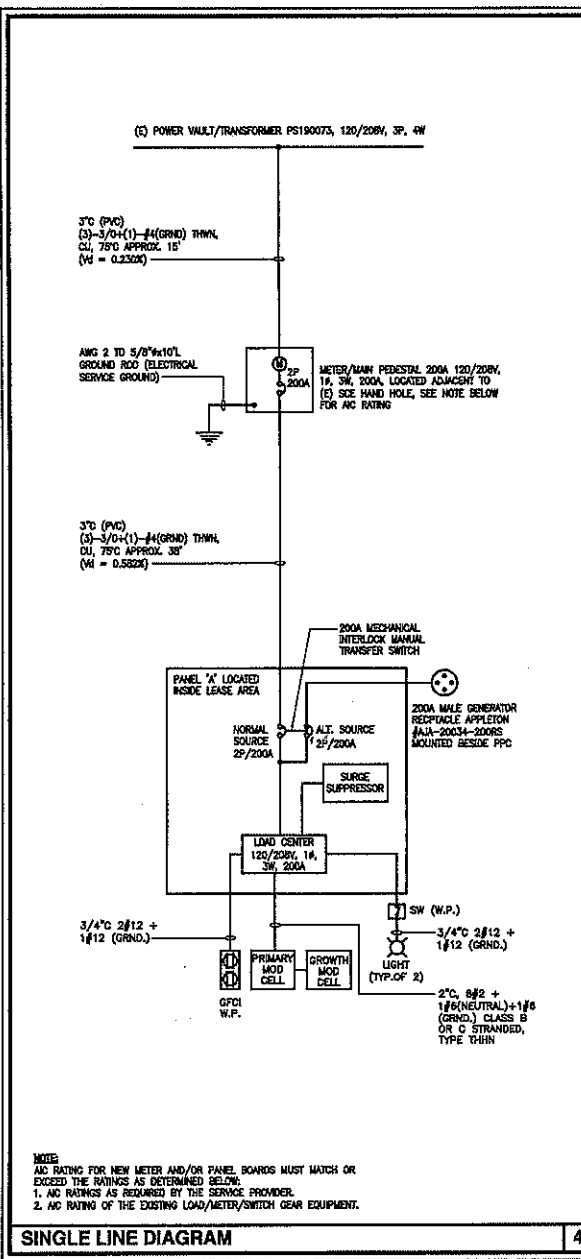 (E) POWER VAULT/TRANSFORMER PS190073, 120/208V, 3P, 4W
3"C (PVC)
(3)-3/0+(1)-#4(GRND) THWN,
CU, 75°C APPROX. 15'
(Vd = 0.230%)
AWG 2 TO 5/8"øx10'L
GROUND ROD (ELECTRICAL
SERVICE GROUND)
M
2P
200A
METER/MAIN PEDESTAL 200A 120/208V,
1ø, 3W, 200A, LOCATED ADJACENT TO
(E) SCE HAND HOLE, SEE NOTE BELOW
FOR AIC RATING
3"C (PVC)
(3)-3/0+(1)-#4(GRND) THWN,
CU, 75°C APPROX. 38'
(Vd = 0.582%)
200A MECHANICAL
INTERLOCK MANUAL
TRANSFER SWITCH
PANEL "A" LOCATED
INSIDE LEASE AREA
NORMAL
SOURCE
2P/200A
ALT. SOURCE
2P/200A
200A MALE GENERATOR
RECPTACLE APPLETON
#AJA-20034-200RS
MOUNTED BESIDE PPC
SURGE
SUPPRESSOR
LOAD CENTER
120/208V, 1ø,
3W, 200A
SW (W.P.)
3/4"C 2#12 +
1#12 (GRND.)
3/4"C 2#12 +
1#12 (GRND.)
LIGHT
(TYP.OF 2)
PRIMARY
MOD
CELL
GROWTH
MOD
CELL
GFCI
W.P.
2"C, 8#2 +
1#6(NEUTRAL)+1#6
(GRND.) CLASS B
OR C STRANDED,
TYPE THHN
NOTE:
AIC RATING FOR NEW METER AND/OR PANEL BOARDS MUST MATCH OR
EXCEED THE RATINGS AS DETERMINED BELOW:
1. AIC RATINGS AS REQUIRED BY THE SERVICE PROVIDER.
2. AIC RATING OF THE EXISTING LOAD/METER/SWITCH GEAR EQUIPMENT.
SINGLE LINE DIAGRAM
4